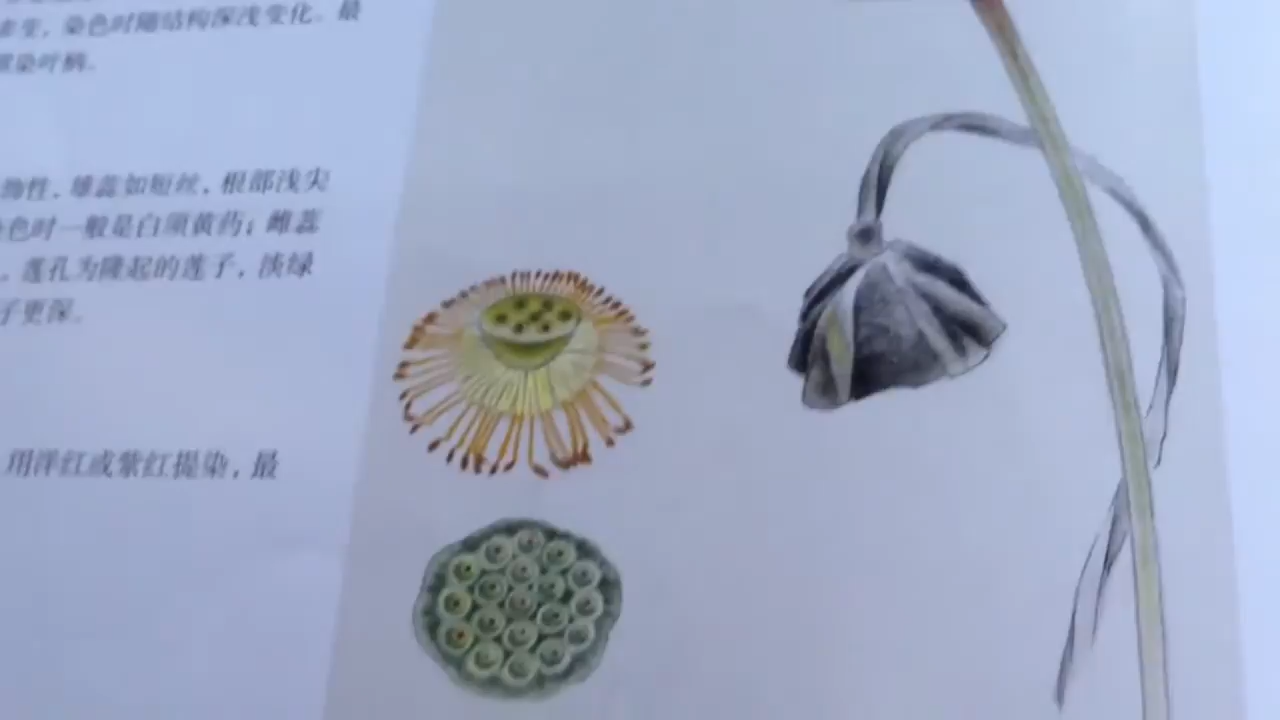 变，染色时随结构深浅变化。最
染叶柄。
物性，雄蕊如短丝，根部浅尖
色时一般是白须黄药；雌蕊
，莲孔为隆起的莲子，淡绿
子更深。
用洋红或紫红提染，最